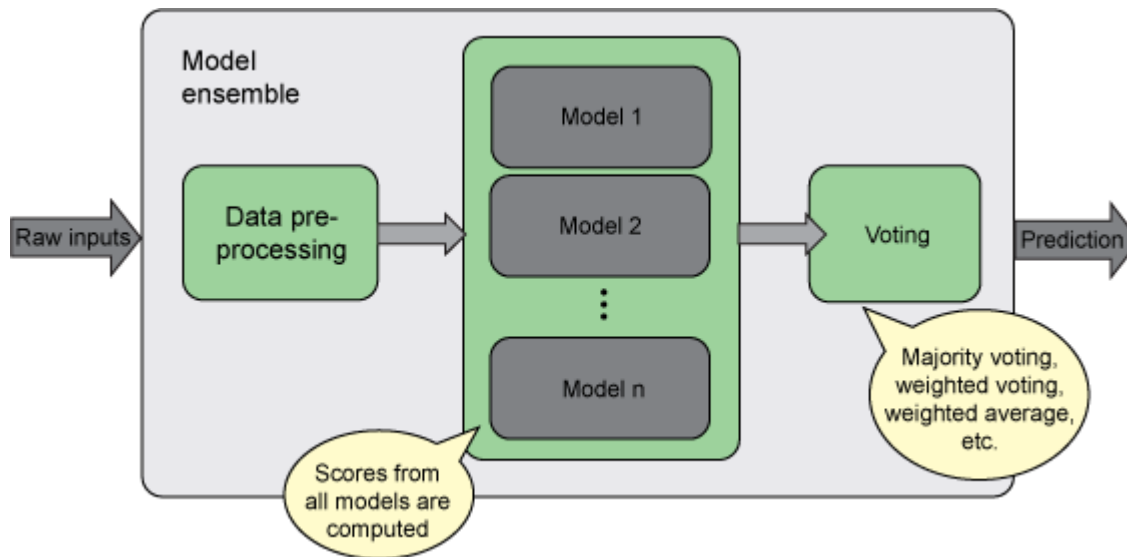 Model
ensemble
Raw inputs
Data pre-
processing
Model 1
Model 2
Model n
Scores from
all models are
computed
Voting
Majority voting,
weighted voting,
weighted average,
etc.
Prediction